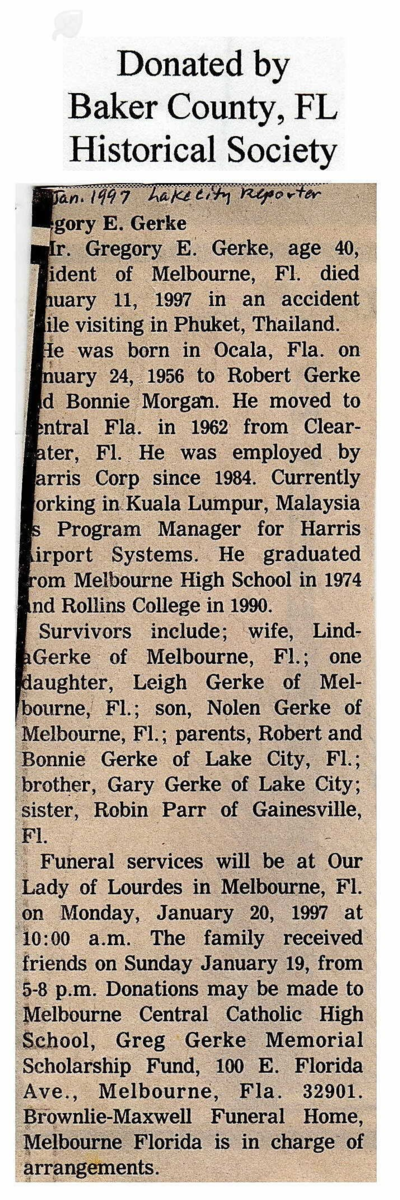 Donated by
Baker County, FL
Historical Society
Jan. 1997 Lake City Reporter
gory E. Gerke
Mr. Gregory E. Gerke, age 40,
ident of Melbourne, Fl. died
nuary 11, 1997 in an accident
ile visiting in Phuket, Thailand.
He was born in Ocala, Fla. on
nuary 24, 1956 to Robert Gerke
d Bonnie Morgan. He moved to
entral Fla. in 1962 from Clear-
ater, Fl. He was employed by
arris Corp since 1984. Currently
orking in Kuala Lumpur, Malaysia
s Program Manager for Harris
Airport Systems. He graduated
rom Melbourne High School in 1974
and Rollins College in 1990.
Survivors include; wife, Lind-
aGerke of Melbourne, Fl.; one
daughter, Leigh Gerke of Mel-
bourne, Fl.; son, Nolen Gerke of
Melbourne, Fl.; parents, Robert and
Bonnie Gerke of Lake City, Fl.;
brother, Gary Gerke of Lake City;
sister, Robin Parr of Gainesville,
Fl.
Funeral services will be at Our
Lady of Lourdes in Melbourne, Fl.
on Monday, January 20, 1997 at
10:00 a.m. The family received
friends on Sunday January 19, from
5-8 p.m. Donations may be made to
Melbourne Central Catholic High
School, Greg Gerke Memorial
Scholarship Fund, 100 E. Florida
Ave., Melbourne, Fla. 32901.
Brownlie-Maxwell Funeral Home,
Melbourne Florida is in charge of
arrangements.